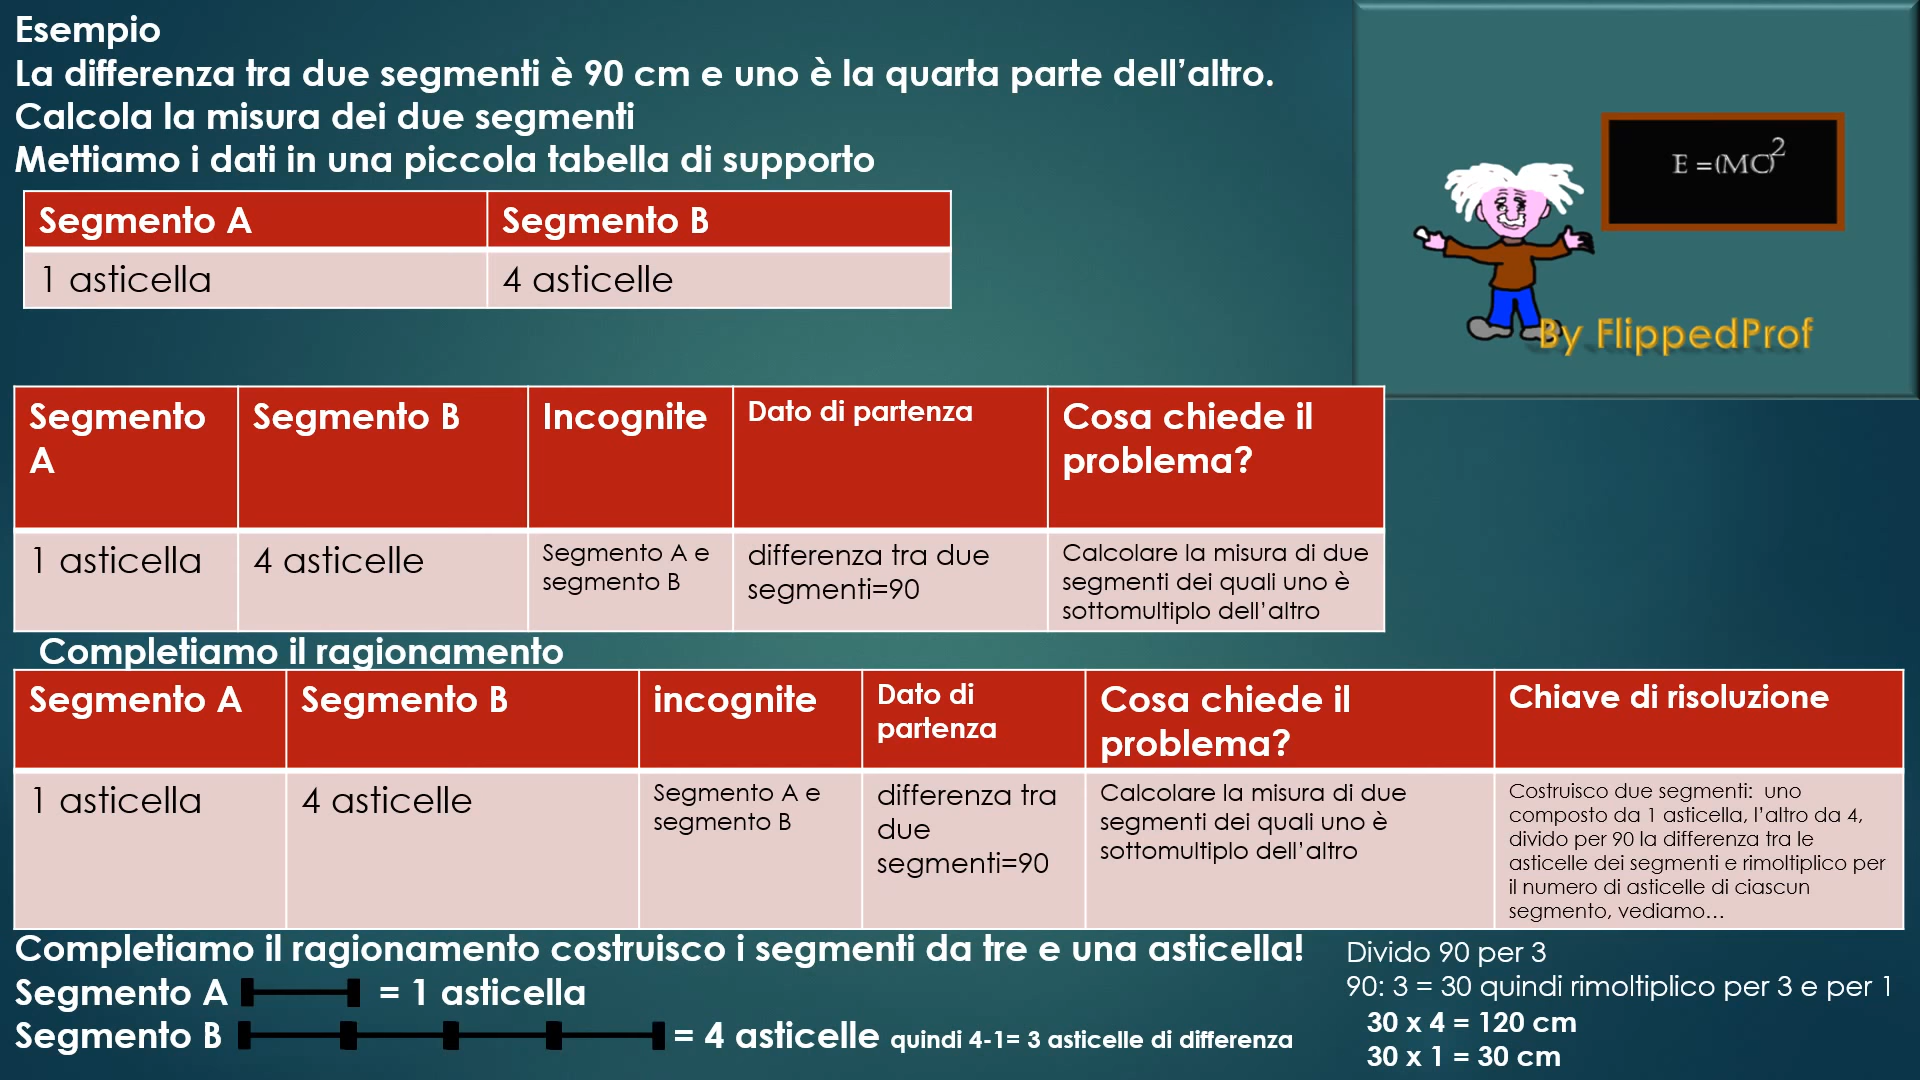 Esempio
La differenza tra due segmenti è 90 cm e uno è la quarta parte dell’altro.
Calcola la misura dei due segmenti
Mettiamo i dati in una piccola tabella di supporto
E =(MC)2
By FlippedProf
Segmento A Segmento B
1 asticella 4 asticelle
Segmento
A
Segmento B
Incognite
Dato di partenza
Cosa chiede il
problema?
1 asticella
4 asticelle
Segmento A e
segmento B
differenza tra due
segmenti=90
Calcolare la misura di due
segmenti dei quali uno è
sottomultiplo dell’altro
Completiamo il ragionamento
Segmento A
Segmento B
incognite
Dato di
partenza
Cosa chiede il
problema?
Chiave di risoluzione
1 asticella
4 asticelle
Segmento A e
segmento B
differenza tra
due
segmenti=90
Calcolare la misura di due
segmenti dei quali uno è
sottomultiplo dell’altro
Costruisco due segmenti: uno
composto da 1 asticella, l’altro da 4,
divido per 90 la differenza tra le
asticelle dei segmenti e rimoltiplico per
il numero di asticelle di ciascun
segmento, vediamo…
Completiamo il ragionamento costruisco i segmenti da tre e una asticella!
Segmento A = 1 asticella
Segmento B = 4 asticelle quindi 4-1= 3 asticelle di differenza
Divido 90 per 3
90: 3 = 30 quindi rimoltiplico per 3 e per 1
30 x 4 = 120 cm
30 x 1 = 30 cm